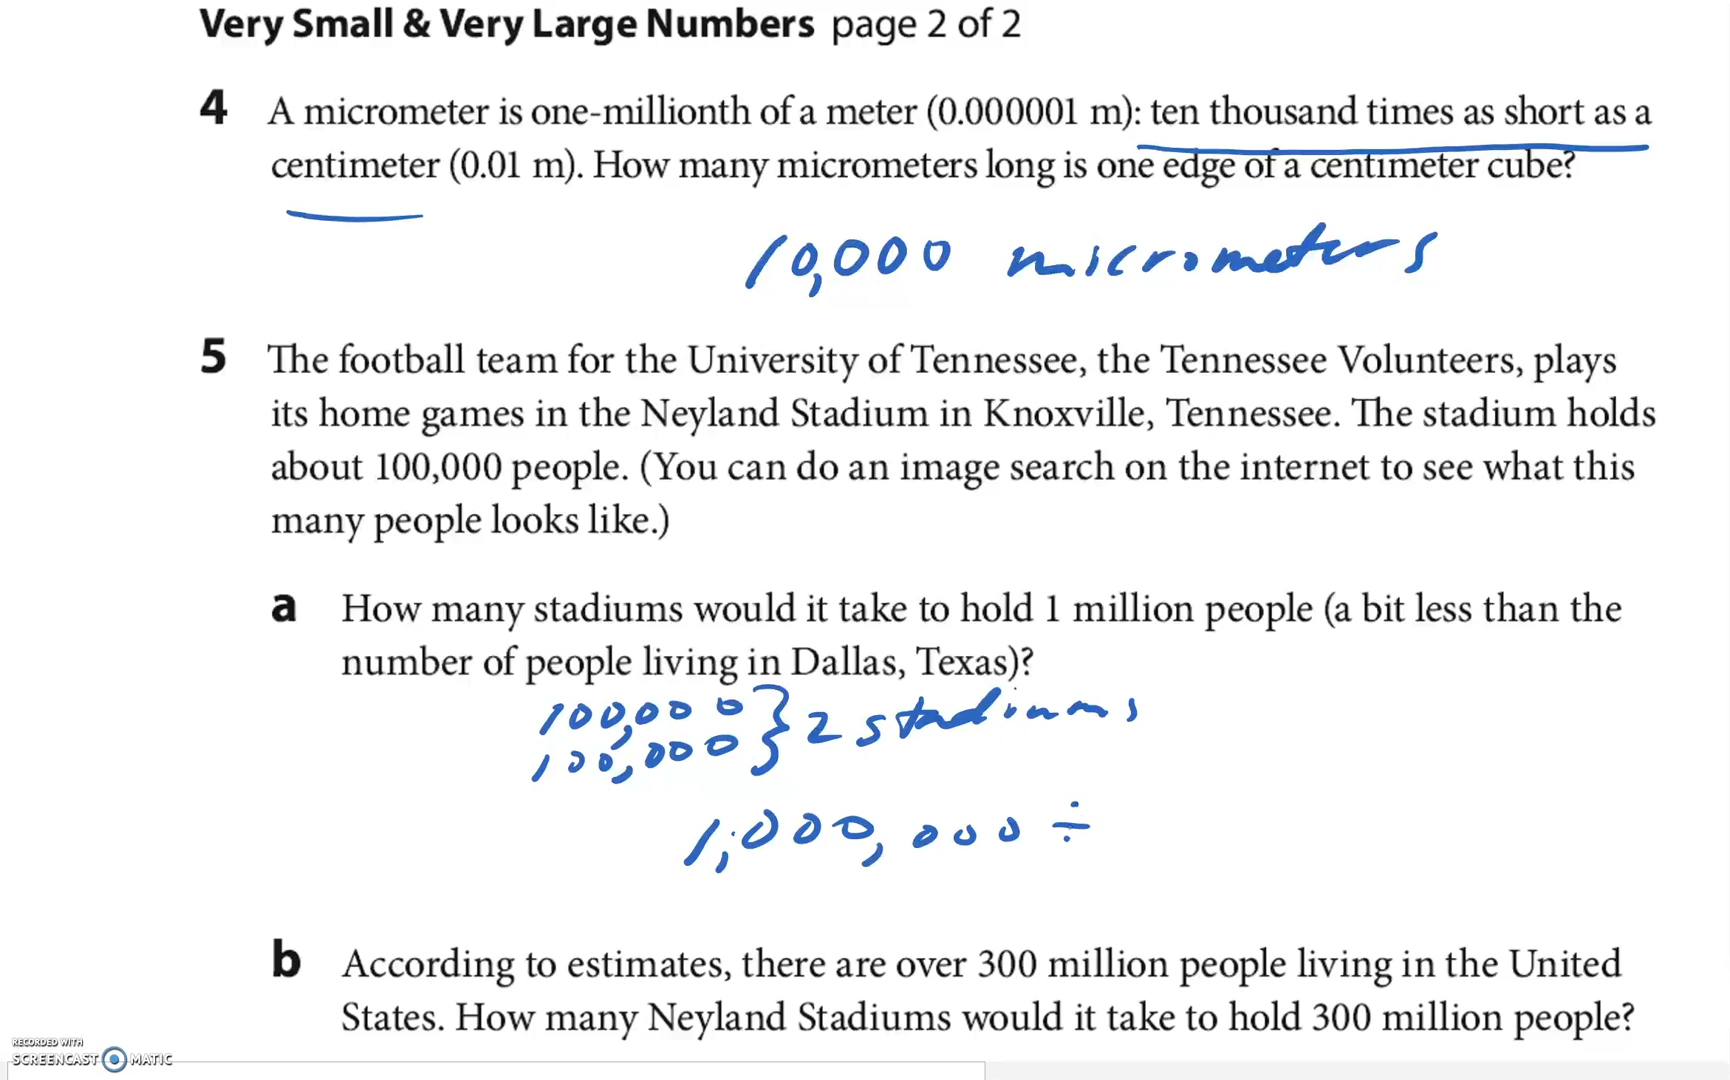 Very Small & Very Large Numbers page 2 of 2
4 A micrometer is one-millionth of a meter (0.000001 m): ten thousand times as short as a
centimeter (0.01 m). How many micrometers long is one edge of a centimeter cube?
10,000 micrometers
5 The football team for the University of Tennessee, the Tennessee Volunteers, plays
its home games in the Neyland Stadium in Knoxville, Tennessee. The stadium holds
about 100,000 people. (You can do an image search on the internet to see what this
many people looks like.)
a How many stadiums would it take to hold 1 million people (a bit less than the
number of people living in Dallas, Texas)?
100,000 } 2 stadiums
100,000
1,000,000 ÷
b According to estimates, there are over 300 million people living in the United
States. How many Neyland Stadiums would it take to hold 300 million people?
RECORDED WITH
SCREENCAST MATIC